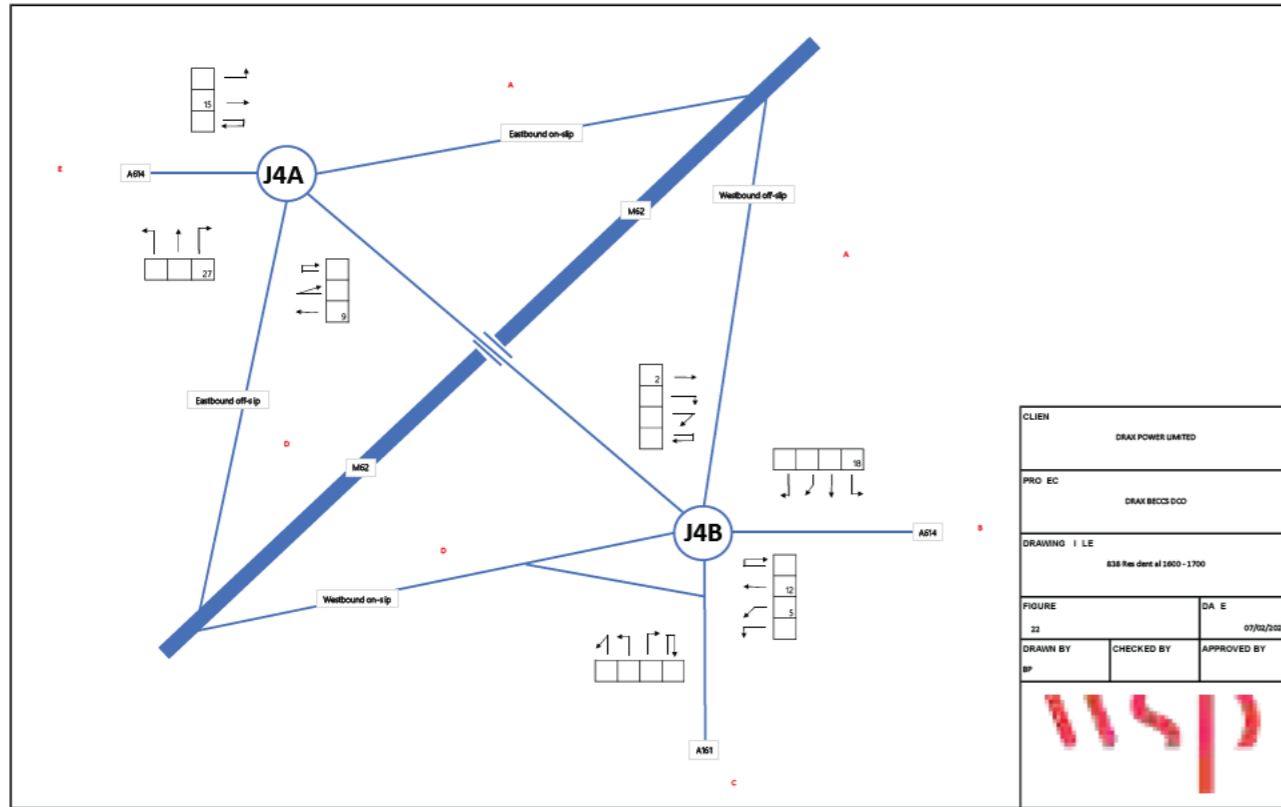 A
15
Eastbound on-slip
E
A614
J4A
Westbound off-slip
M62
A
27
9
2
Eastbound off-slip
D
M62
18
J4B
A614
B
D
12
5
Westbound on-slip
A161
C
CLIEN
DRAX POWER LIMITED
PRO EC
DRAX BECCS DCO
DRAWING I LE
838 Res dent al 1600 - 1700
FIGURE
22
DA E
07/02/202
DRAWN BY
BP
CHECKED BY
APPROVED BY
wsp